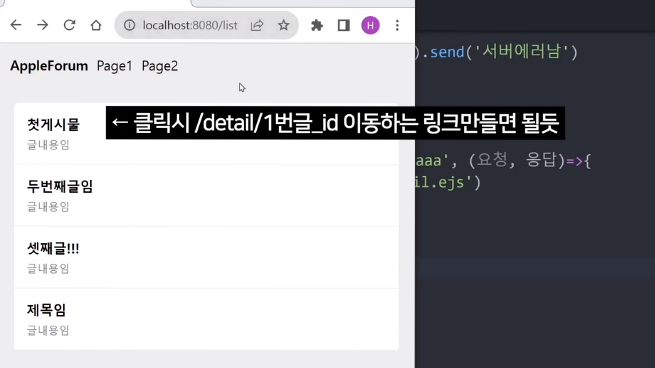 localhost:8080/list
H
).send('서버에러남')
AppleForum Page1 Page2
첫게시물
← 클릭시 /detail/1번글_id 이동하는 링크만들면 될듯
글내용임
aaa', (요청, 응답)=>{
il.ejs')
두번째글임
글내용임
셋째글!!!
글내용임
제목임
글내용임